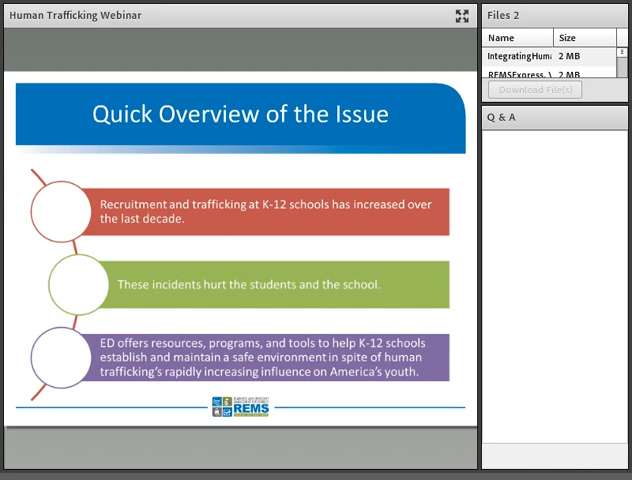 Human Trafficking Webinar
Quick Overview of the Issue
Recruitment and trafficking at K-12 schools has increased over
the last decade.
These incidents hurt the students and the school.
ED offers resources, programs, and tools to help K-12 schools
establish and maintain a safe environment in spite of human
trafficking's rapidly increasing influence on America's youth.
REMS
Files 2
Name Size
IntegratingHum 2 MB
REMSExpress, 2 MB
Download File(s)
Q & A